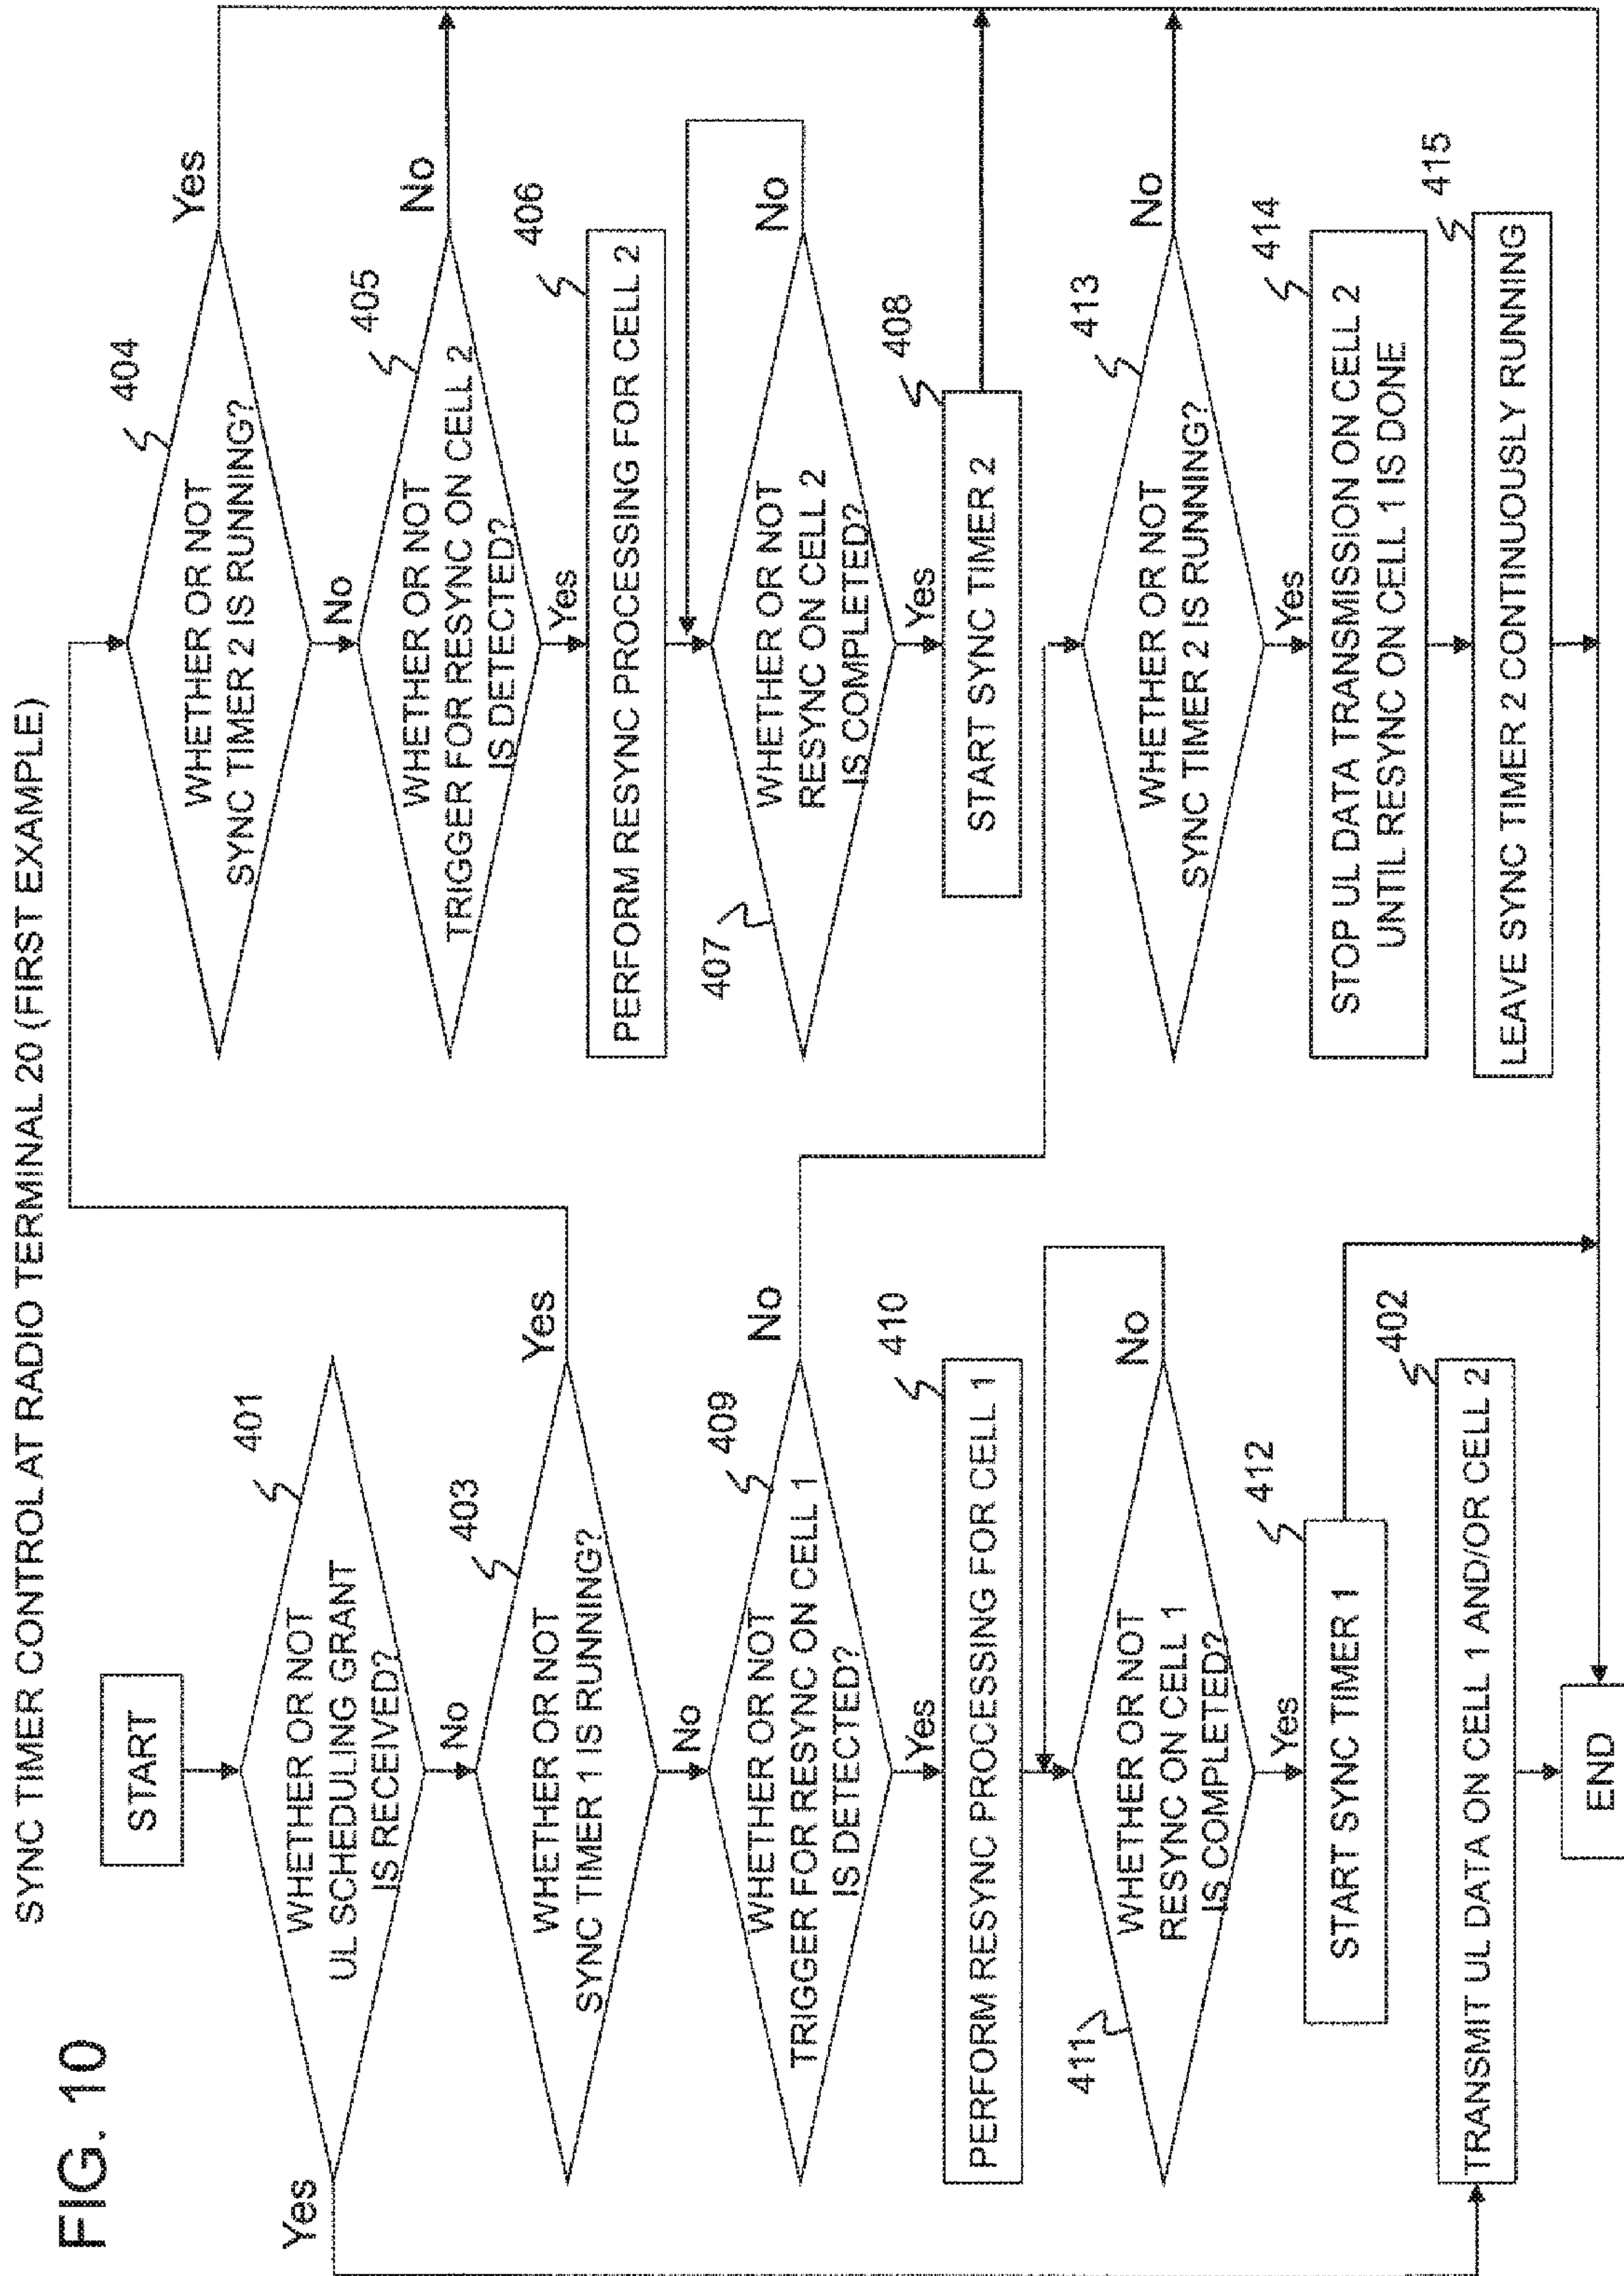 FIG. 10
SYNC TIMER CONTROL AT RADIO TERMINAL 20 (FIRST EXAMPLE)
START
401
WHETHER OR NOT
UL SCHEDULING GRANT
IS RECEIVED?
Yes
No
403
WHETHER OR NOT
SYNC TIMER 1 IS RUNNING?
Yes
No
409
WHETHER OR NOT
TRIGGER FOR RESYNC ON CELL 1
IS DETECTED?
No
Yes
410
PERFORM RESYNC PROCESSING FOR CELL 1
411
WHETHER OR NOT
RESYNC ON CELL 1
IS COMPLETED?
No
Yes
412
START SYNC TIMER 1
402
TRANSMIT UL DATA ON CELL 1 AND/OR CELL 2
END
404
WHETHER OR NOT
SYNC TIMER 2 IS RUNNING?
Yes
No
405
WHETHER OR NOT
TRIGGER FOR RESYNC ON CELL 2
IS DETECTED?
No
Yes
406
PERFORM RESYNC PROCESSING FOR CELL 2
407
WHETHER OR NOT
RESYNC ON CELL 2
IS COMPLETED?
No
Yes
408
START SYNC TIMER 2
413
WHETHER OR NOT
SYNC TIMER 2 IS RUNNING?
No
Yes
414
STOP UL DATA TRANSMISSION ON CELL 2
UNTIL RESYNC ON CELL 1 IS DONE
415
LEAVE SYNC TIMER 2 CONTINUOUSLY RUNNING